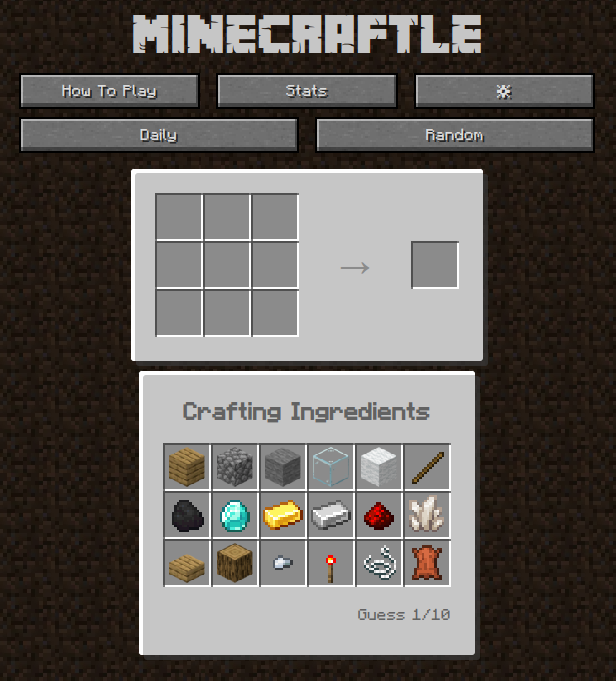 MINECRAFTLE
How To Play
Stats
Daily
Random
→
Crafting Ingredients
Guess 1/10